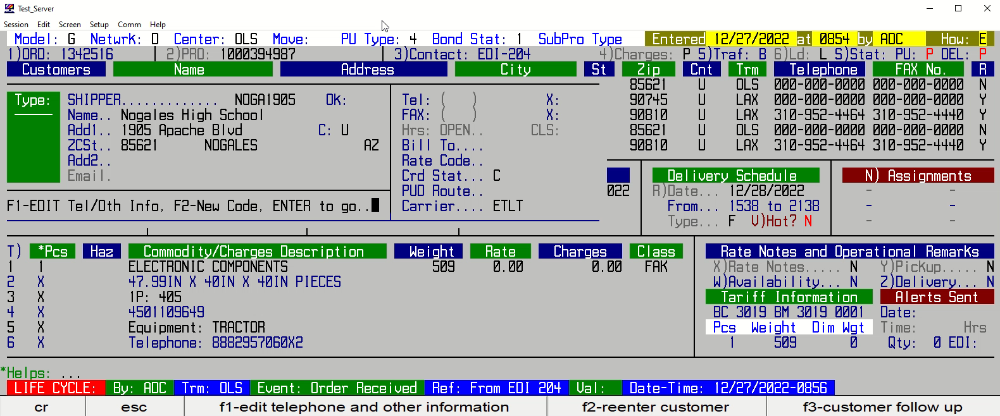 Test_Server
Session Edit Screen Setup Comm Help
Model: G Netwrk: D Center: OLS Move: PU Type: 4 Bond Stat: 1 SubPro Type Entered 12/27/2022 at 0854 by ADC How: E
1)ORD: 1342516 2)PRO: 1000394987 3)Contact: EDI-204 4)Charges: P 5)Traf: B 6)Ld: L S)Stat: PU: P DEL: P
Customers Name Address City St Zip Cnt Trm Telephone FAX No. R
85621 U OLS 000-000-0000 000-000-0000 N
Type: SHIPPER............. NOGA1905 Ok: Tel: ( ) X: 90745 U LAX 000-000-0000 000-000-0000 Y
Name.. Nogales High School FAX: ( ) X: 90810 U LAX 310-952-4464 310-952-4440 Y
Add1.. 1905 Apache Blvd C: U Hrs: OPEN.. CLS: 85621 U OLS 000-000-0000 000-000-0000 N
ZCSt.. 85621 NOGALES AZ Bill To.... 90810 U LAX 310-952-4464 310-952-4440 Y
Add2.. Rate Code..
Email. Crd Stat... C Delivery Schedule N) Assignments
PUD Route.. 022 R)Date... 12/28/2022 - -
F1-EDIT Tel/Oth Info, F2-New Code, ENTER to go.. Carrier.... ETLT From... 1538 to 2138 - -
Type... F V)Hot? N - -
T) *Pcs Haz Commodity/Charges Description Weight Rate Charges Class Rate Notes and Operational Remarks
1 1 ELECTRONIC COMPONENTS 509 0.00 0.00 FAK X)Rate Notes..... N Y)Pickup..... N
2 X 47.99IN X 40IN X 40IN PIECES W)Availability... N Z)Delivery... N
3 X 1P: 405 Tariff Information Alerts Sent
4 X 4501109649 BC 3019 BM 3019 0001 Date:
5 X Equipment: TRACTOR Pcs Weight Dim Wgt Time: Hrs
6 X Telephone: 8882957060X2 1 509 0 Qty: 0 EDI:
*Helps: ...
LIFE CYCLE: By: ADC Trm: OLS Event: Order Received Ref: From EDI 204 Val: Date-Time: 12/27/2022-0856
cr esc f1-edit telephone and other information f2-reenter customer f3-customer follow up